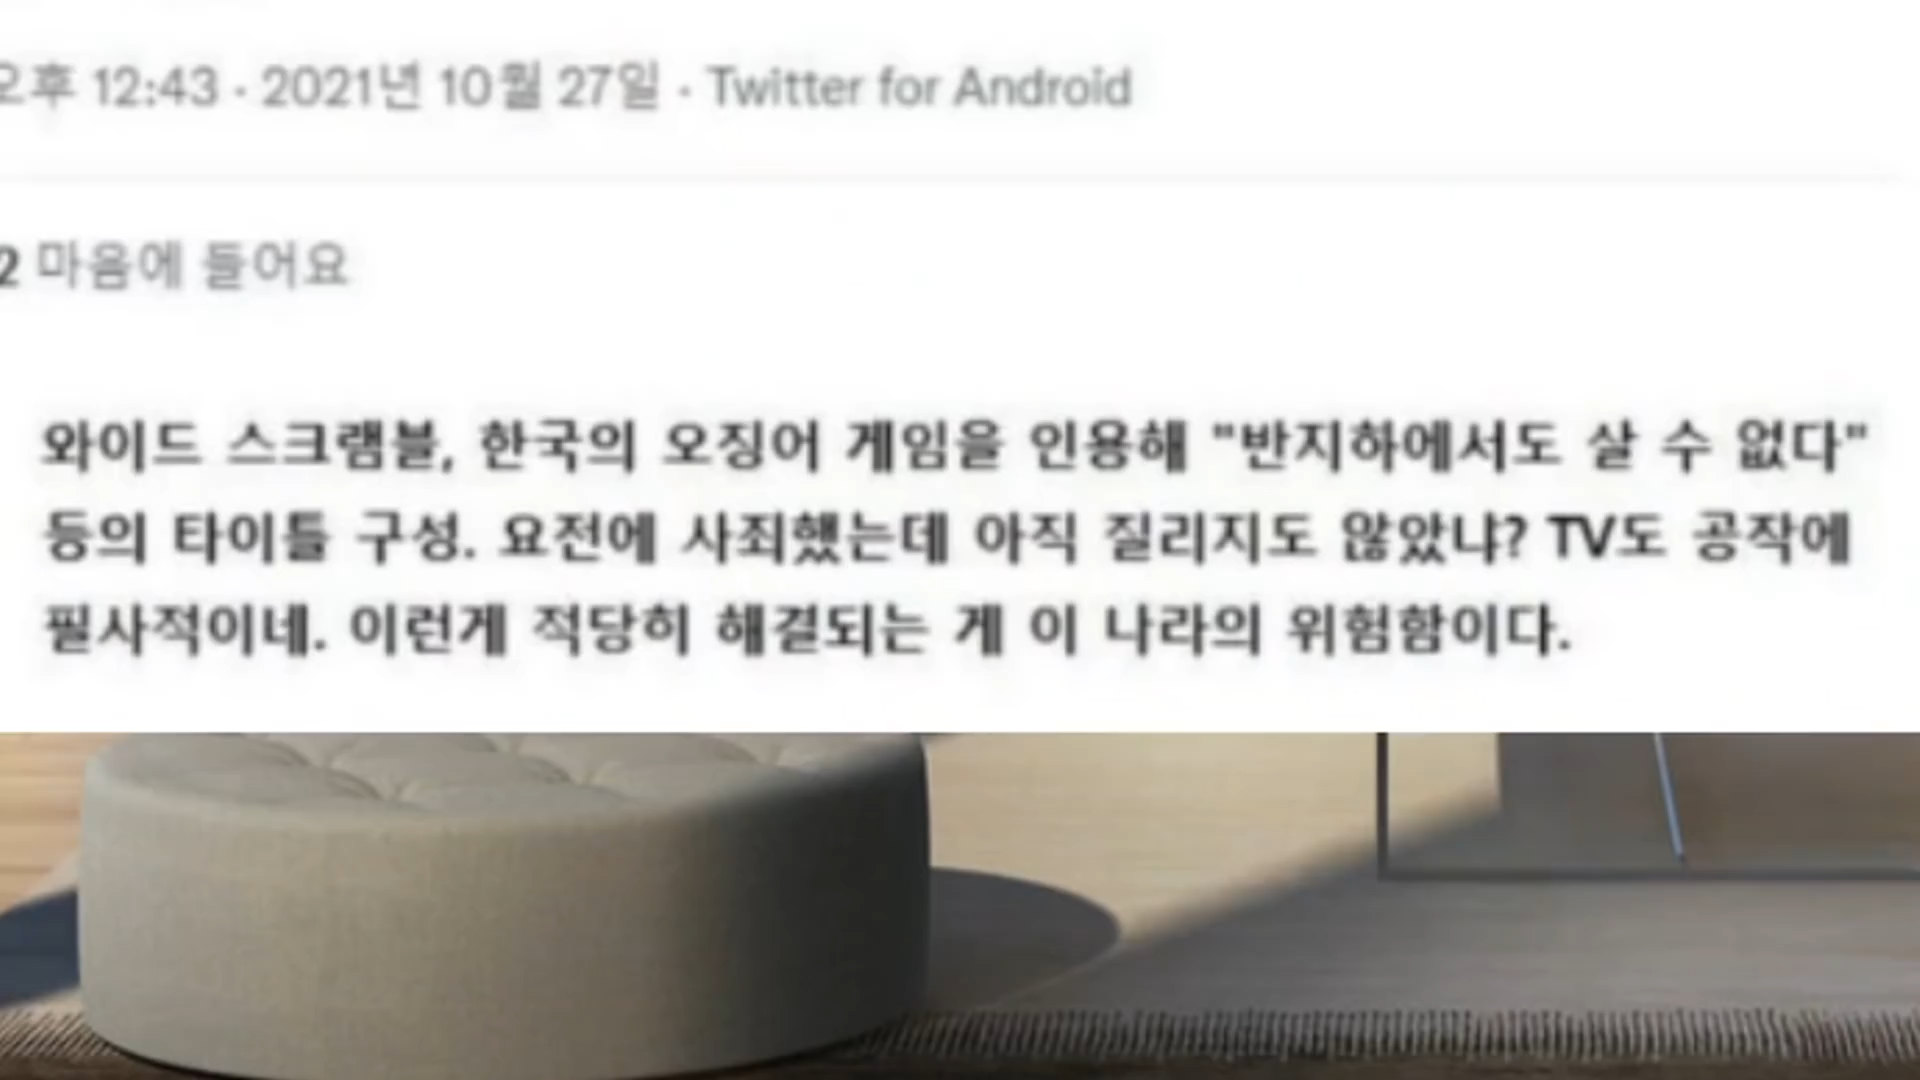 오후 12:43 · 2021년 10월 27일 · Twitter for Android
2 마음에 들어요
와이드 스크램블, 한국의 오징어 게임을 인용해 "반지하에서도 살 수 없다"
등의 타이틀 구성. 요전에 사죄했는데 아직 질리지도 않았냐? TV도 공작에
필사적이네. 이런게 적당히 해결되는 게 이 나라의 위험함이다.